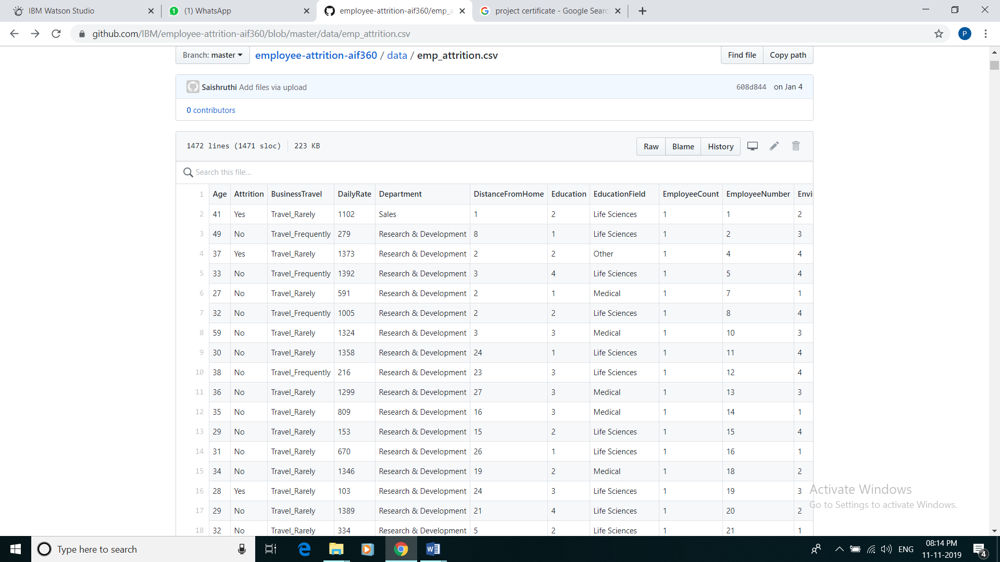 IBM Watson Studio (1) WhatsApp employee-attrition-aif360/emp_a project certificate - Google Searc
github.com/IBM/employee-attrition-aif360/blob/master/data/emp_attrition.csv P
Branch: master employee-attrition-aif360 / data / emp_attrition.csv Find file Copy path
Saishruthi Add files via upload 608d844 on Jan 4
0 contributors
1472 lines (1471 sloc) 223 KB Raw Blame History
Search this file...
1 Age Attrition BusinessTravel DailyRate Department DistanceFromHome Education EducationField EmployeeCount EmployeeNumber Envi
2 41 Yes Travel_Rarely 1102 Sales 1 2 Life Sciences 1 1 2
3 49 No Travel_Frequently 279 Research & Development 8 1 Life Sciences 1 2 3
4 37 Yes Travel_Rarely 1373 Research & Development 2 2 Other 1 4 4
5 33 No Travel_Frequently 1392 Research & Development 3 4 Life Sciences 1 5 4
6 27 No Travel_Rarely 591 Research & Development 2 1 Medical 1 7 1
7 32 No Travel_Frequently 1005 Research & Development 2 2 Life Sciences 1 8 4
8 59 No Travel_Rarely 1324 Research & Development 3 3 Medical 1 10 3
9 30 No Travel_Rarely 1358 Research & Development 24 1 Life Sciences 1 11 4
10 38 No Travel_Frequently 216 Research & Development 23 3 Life Sciences 1 12 4
11 36 No Travel_Rarely 1299 Research & Development 27 3 Medical 1 13 3
12 35 No Travel_Rarely 809 Research & Development 16 3 Medical 1 14 1
13 29 No Travel_Rarely 153 Research & Development 15 2 Life Sciences 1 15 4
14 31 No Travel_Rarely 670 Research & Development 26 1 Life Sciences 1 16 1
15 34 No Travel_Rarely 1346 Research & Development 19 2 Medical 1 18 2
16 28 Yes Travel_Rarely 103 Research & Development 24 3 Life Sciences 1 19 3
17 29 No Travel_Rarely 1389 Research & Development 21 4 Life Sciences 1 20 2
18 32 No Travel_Rarely 334 Research & Development 5 2 Life Sciences 1 21 1
Activate Windows
Go to Settings to activate Windows.
Type here to search ENG 08:14 PM
11-11-2019 4